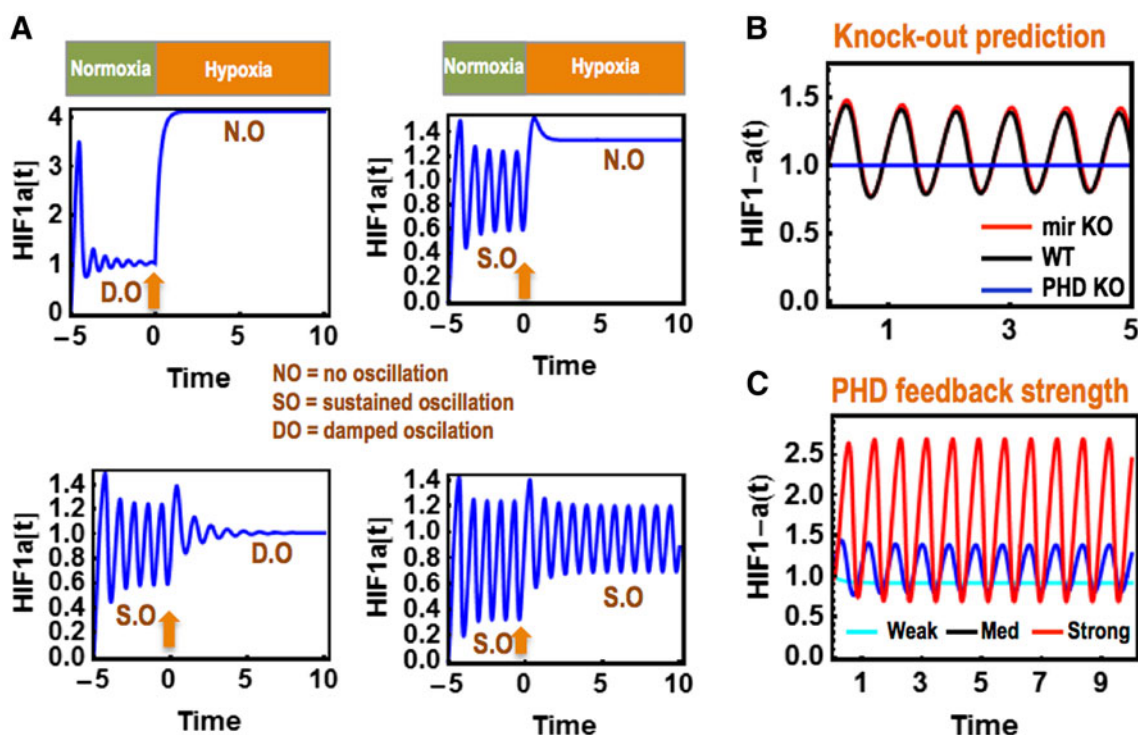 A
Normoxia Hypoxia
4
3
2
1
0
HIF1a[t]
N.O
D.O
−5 0 5 10
Time
Normoxia Hypoxia
1.4
1.2
1.0
0.8
0.6
0.4
0.2
0.0
HIF1a[t]
N.O
S.O
−5 0 5 10
Time
NO = no oscillation
SO = sustained oscillation
DO = damped oscilation
1.4
1.2
1.0
0.8
0.6
0.4
0.2
0.0
HIF1a[t]
D.O
S.O
−5 0 5 10
Time
1.4
1.2
1.0
0.8
0.6
0.4
0.2
0.0
HIF1a[t]
S.O
S.O
−5 0 5 10
Time
B
Knock-out prediction
1.5
1.0
0.5
0.0
HIF1−a(t)
mir KO
WT
PHD KO
1 3 5
C
PHD feedback strength
2.5
2.0
1.5
1.0
0.5
0.0
HIF1−a(t)
Weak Med Strong
1 3 5 7 9
Time